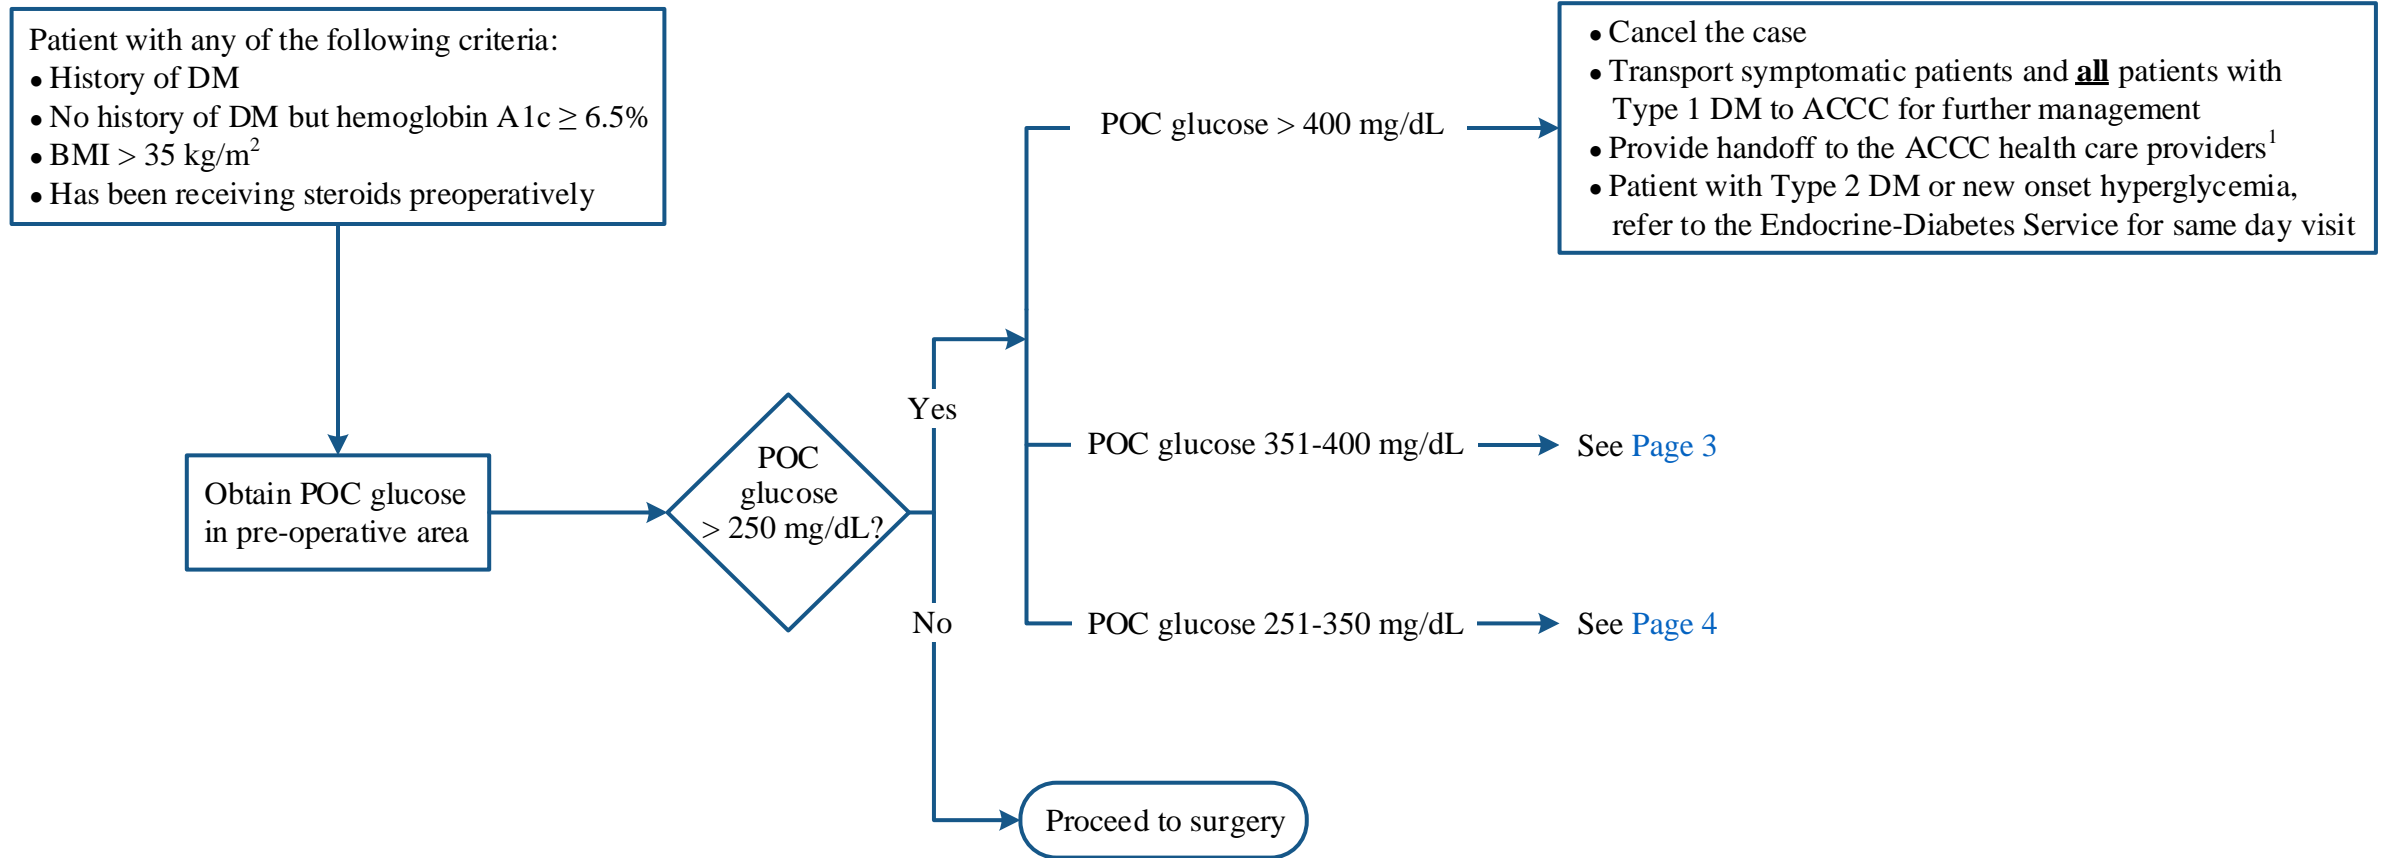 Patient with any of the following criteria:
● History of DM
● No history of DM but hemoglobin A1c ≥ 6.5%
● BMI > 35 kg/m²
● Has been receiving steroids preoperatively
Obtain POC glucose
in pre-operative area
POC
glucose
> 250 mg/dL?
Yes
No
POC glucose > 400 mg/dL
● Cancel the case
● Transport symptomatic patients and all patients with
Type 1 DM to ACCC for further management
● Provide handoff to the ACCC health care providers¹
● Patient with Type 2 DM or new onset hyperglycemia,
refer to the Endocrine-Diabetes Service for same day visit
POC glucose 351-400 mg/dL
See Page 3
POC glucose 251-350 mg/dL
See Page 4
Proceed to surgery